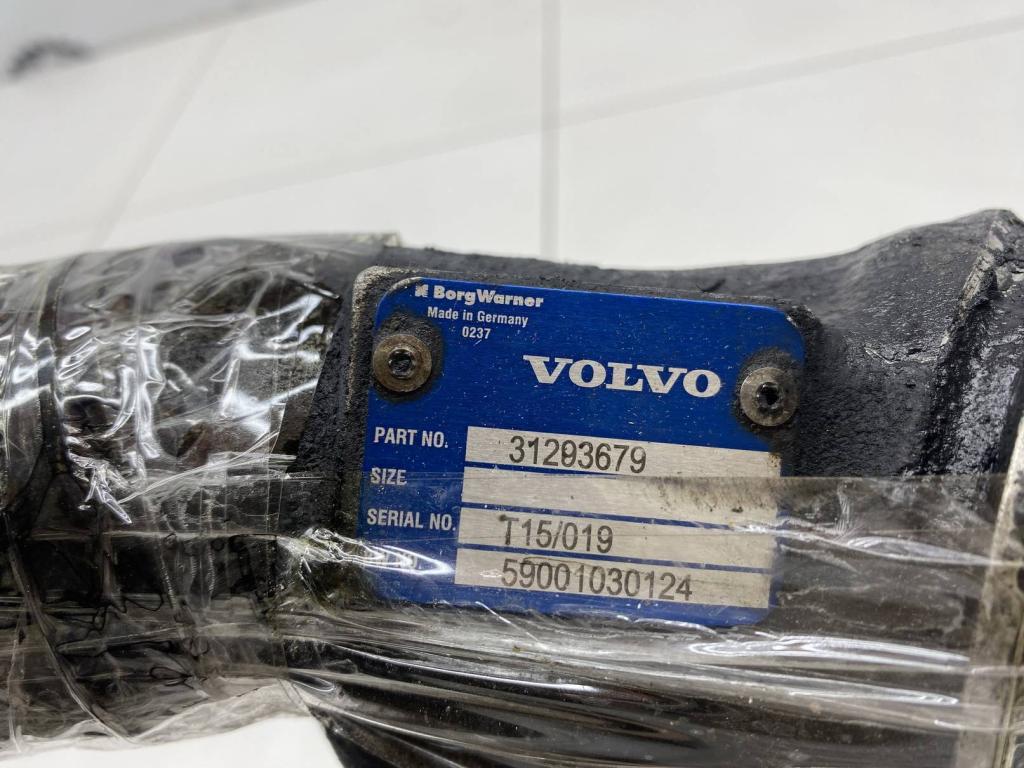 BorgWarner
Made in Germany
0237
VOLVO
PART NO. 31293679
SIZE
SERIAL NO. T15/019
59001030124